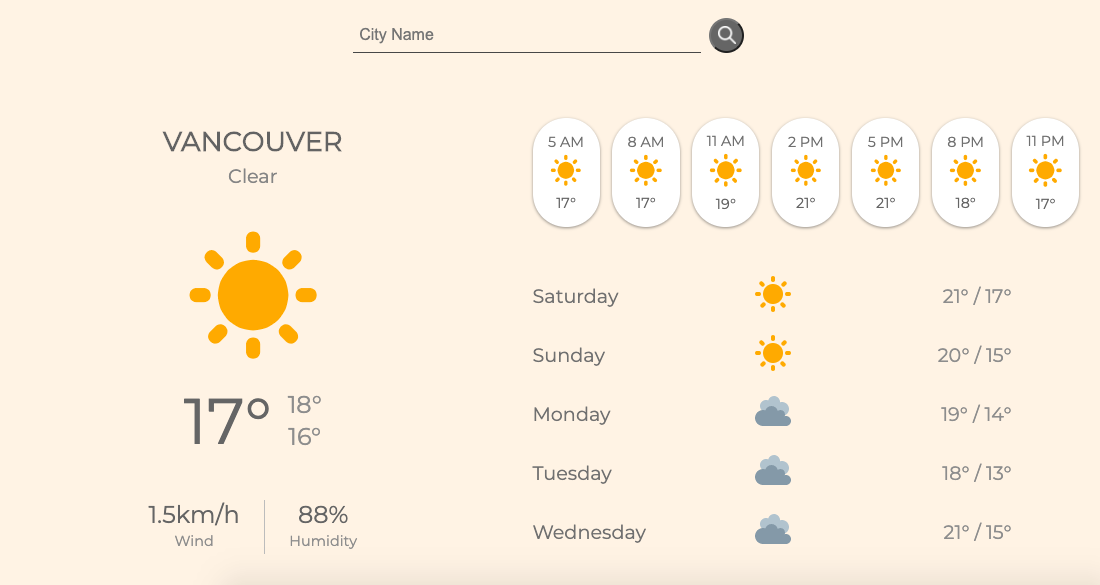 City Name
VANCOUVER
Clear
17° 18°
16°
1.5km/h 88%
Wind Humidity
5 AM 8 AM 11 AM 2 PM 5 PM 8 PM 11 PM
17° 17° 19° 21° 21° 18° 17°
Saturday 21° / 17°
Sunday 20° / 15°
Monday 19° / 14°
Tuesday 18° / 13°
Wednesday 21° / 15°